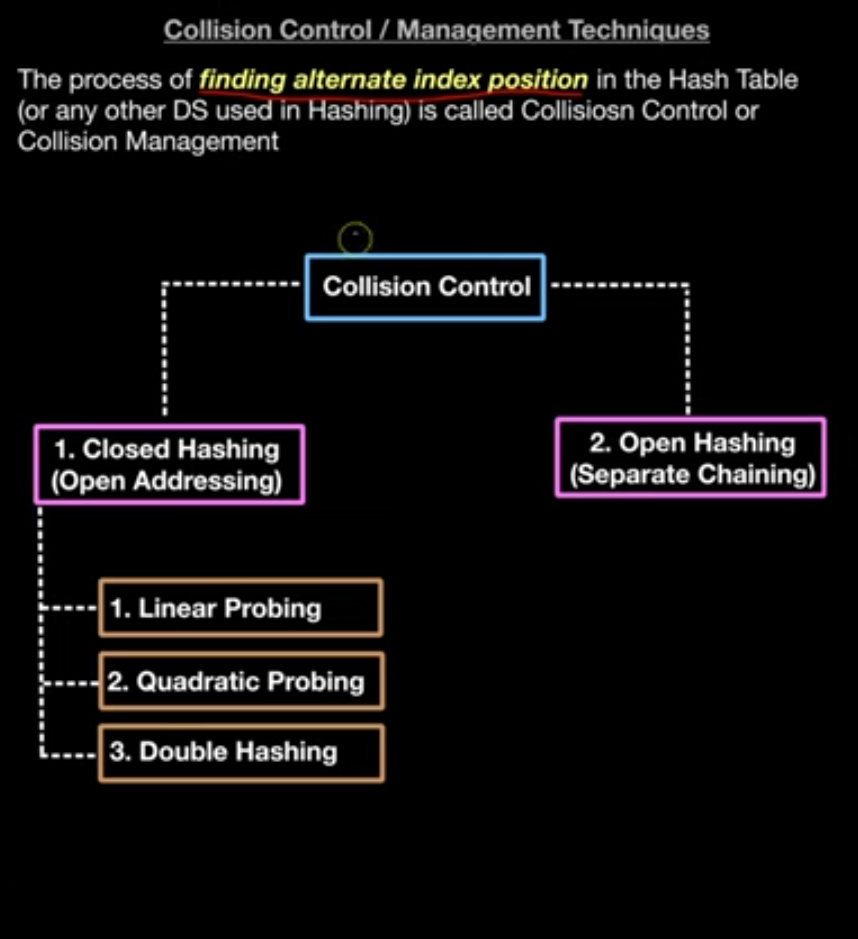 Collision Control / Management Techniques
The process of finding alternate index position in the Hash Table
(or any other DS used in Hashing) is called Collisiosn Control or
Collision Management
Collision Control
1. Closed Hashing
(Open Addressing)
2. Open Hashing
(Separate Chaining)
1. Linear Probing
2. Quadratic Probing
3. Double Hashing